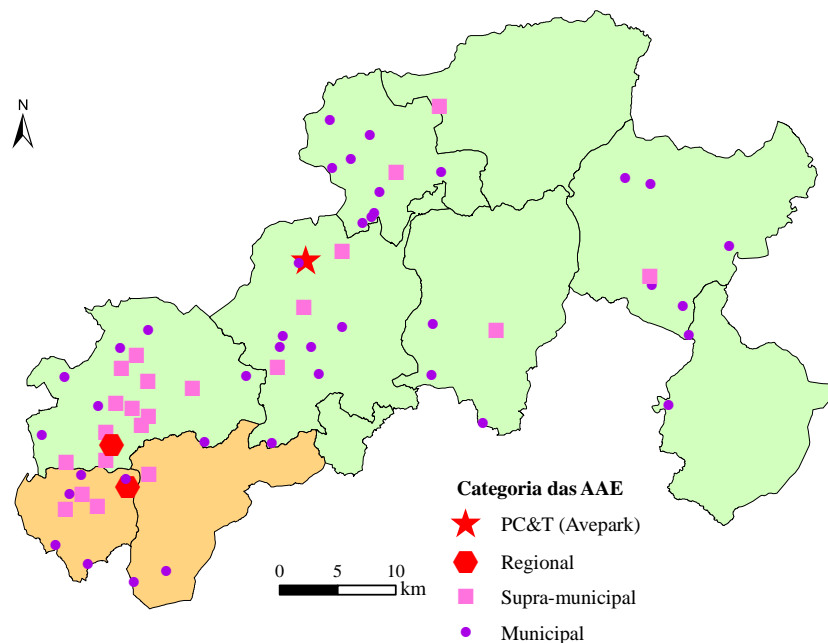 N
Categoria das AAE
PC&T (Avepark)
Regional
Supra-municipal
Municipal
0 5 10
km